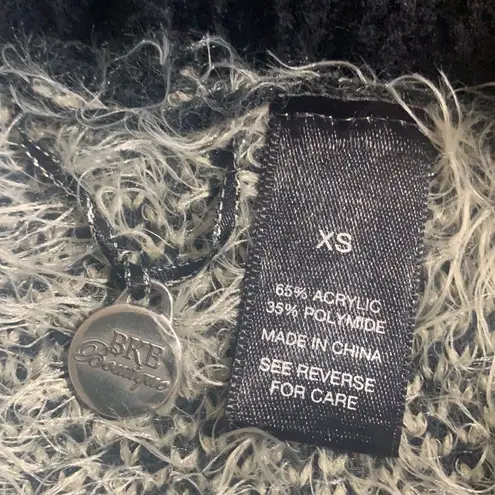 BKE
Boutique
XS
65% ACRYLIC
35% POLYMIDE
MADE IN CHINA
SEE REVERSE
FOR CARE